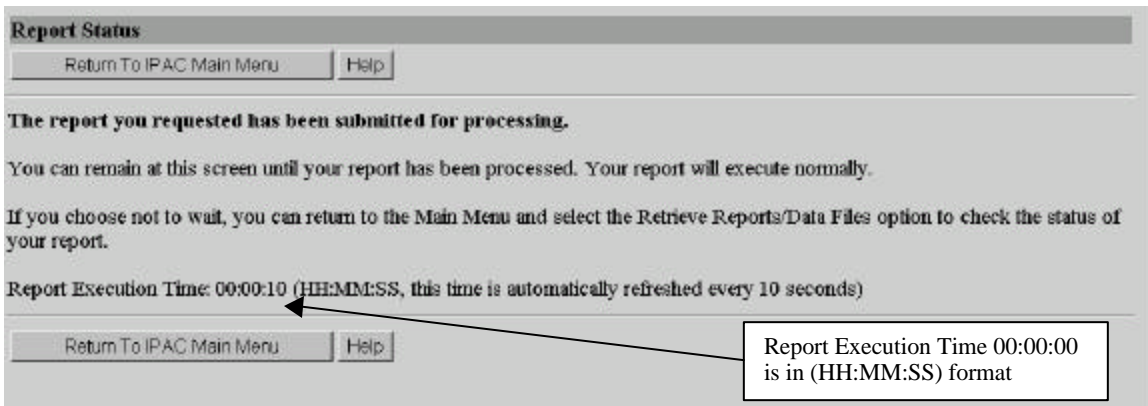 Report Status
Return To IPAC Main Menu Help
The report you requested has been submitted for processing.
You can remain at this screen until your report has been processed. Your report will execute normally.
If you choose not to wait, you can return to the Main Menu and select the Retrieve Reports/Data Files option to check the status of
your report.
Report Execution Time: 00:00:10 (HH:MM:SS, this time is automatically refreshed every 10 seconds)
Return To IPAC Main Menu Help
Report Execution Time 00:00:00
is in (HH:MM:SS) format